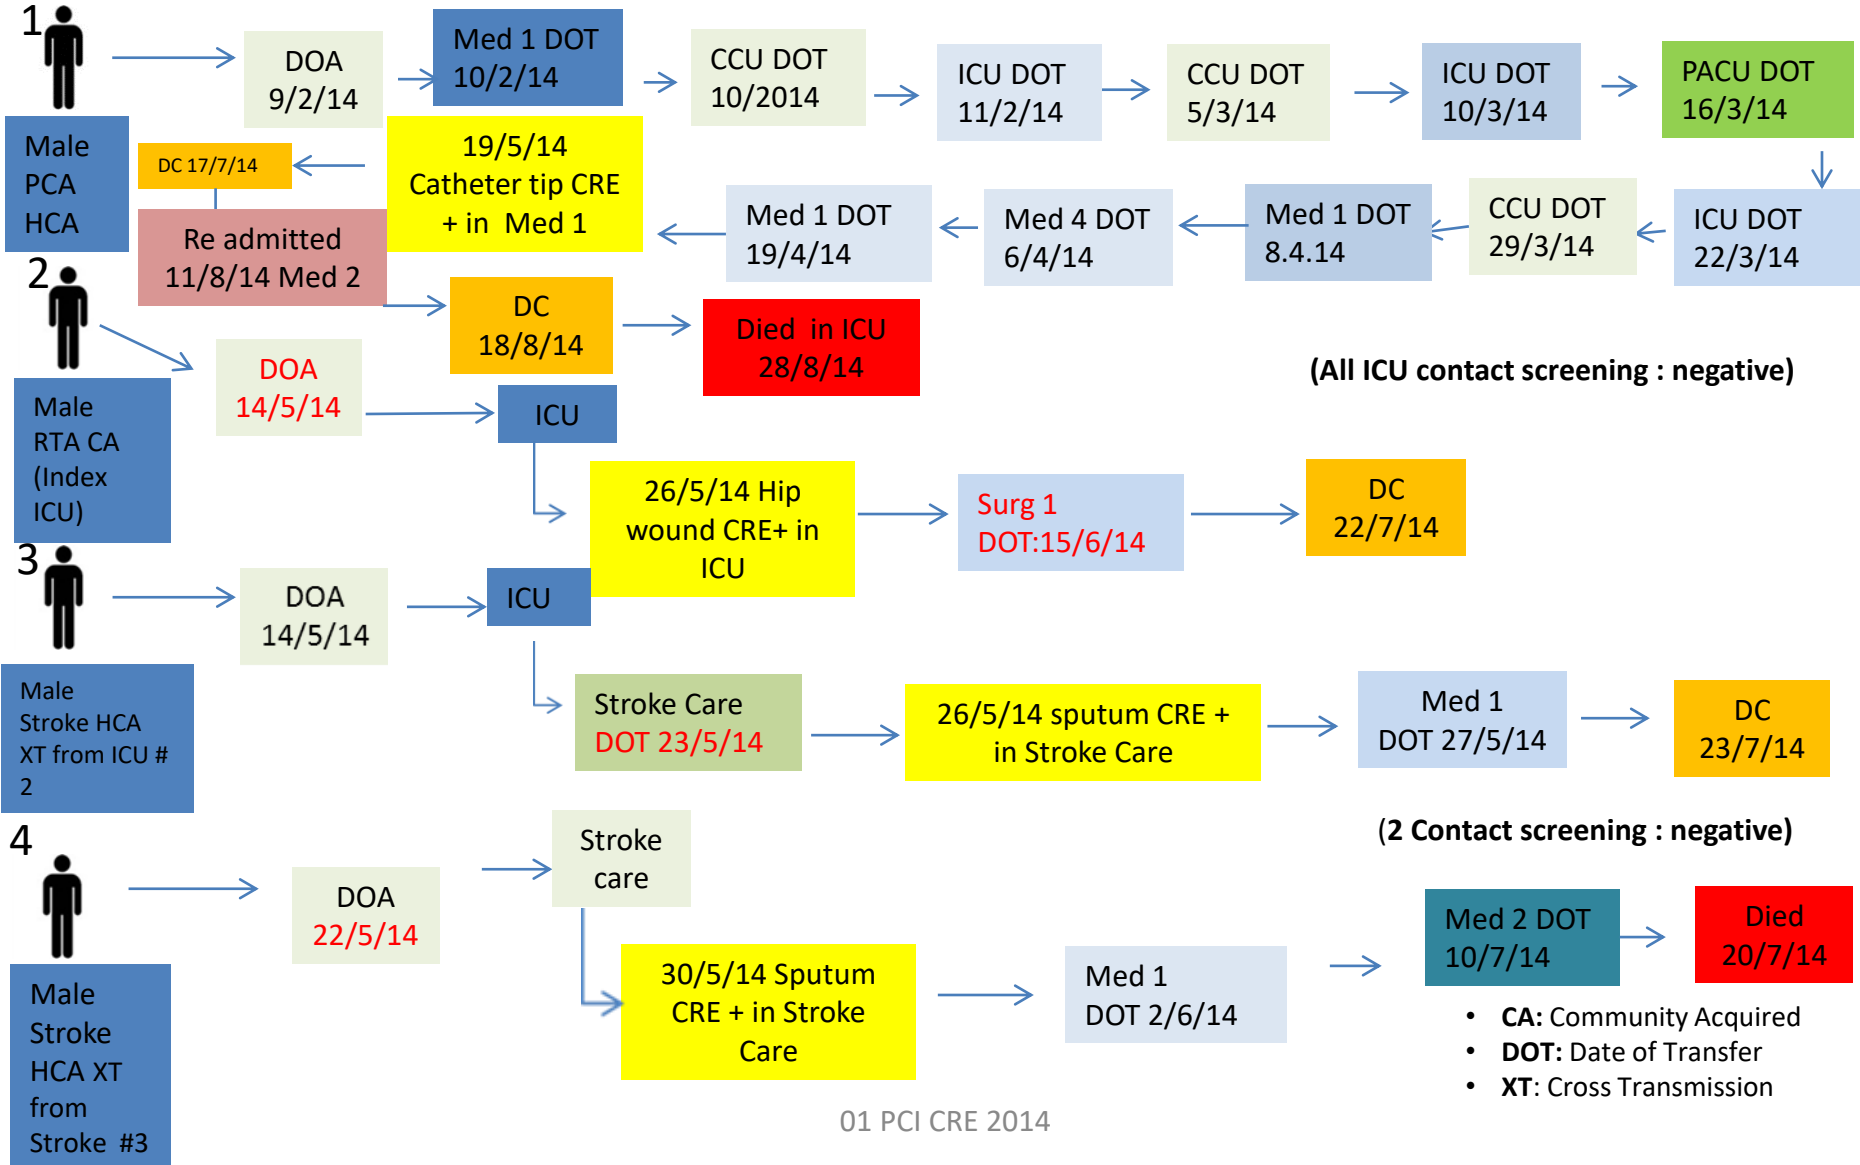 1
DOA
9/2/14
Med 1 DOT
10/2/14
CCU DOT
10/2014
ICU DOT
11/2/14
CCU DOT
5/3/14
ICU DOT
10/3/14
PACU DOT
16/3/14
Male
PCA
HCA
DC 17/7/14
19/5/14
Catheter tip CRE
+ in  Med 1
Med 1 DOT
19/4/14
Med 4 DOT
6/4/14
Med 1 DOT
8.4.14
CCU DOT
29/3/14
ICU DOT
22/3/14
Re admitted
11/8/14 Med 2
DC
18/8/14
Died  in ICU
28/8/14
(All ICU contact screening : negative)
2
DOA
14/5/14
ICU
Male
RTA CA
(Index
ICU)
26/5/14 Hip
wound CRE+ in
ICU
Surg 1
DOT:15/6/14
DC
22/7/14
3
DOA
14/5/14
ICU
Male
Stroke HCA
XT from ICU #
2
Stroke Care
DOT 23/5/14
26/5/14 sputum CRE +
in Stroke Care
Med 1
DOT 27/5/14
DC
23/7/14
(2 Contact screening : negative)
4
DOA
22/5/14
Stroke
care
Male
Stroke
HCA XT
from
Stroke  #3
30/5/14 Sputum
CRE + in Stroke
Care
Med 1
DOT 2/6/14
Med 2 DOT
10/7/14
Died
20/7/14
• CA: Community Acquired
• DOT: Date of Transfer
• XT: Cross Transmission
01 PCI CRE 2014